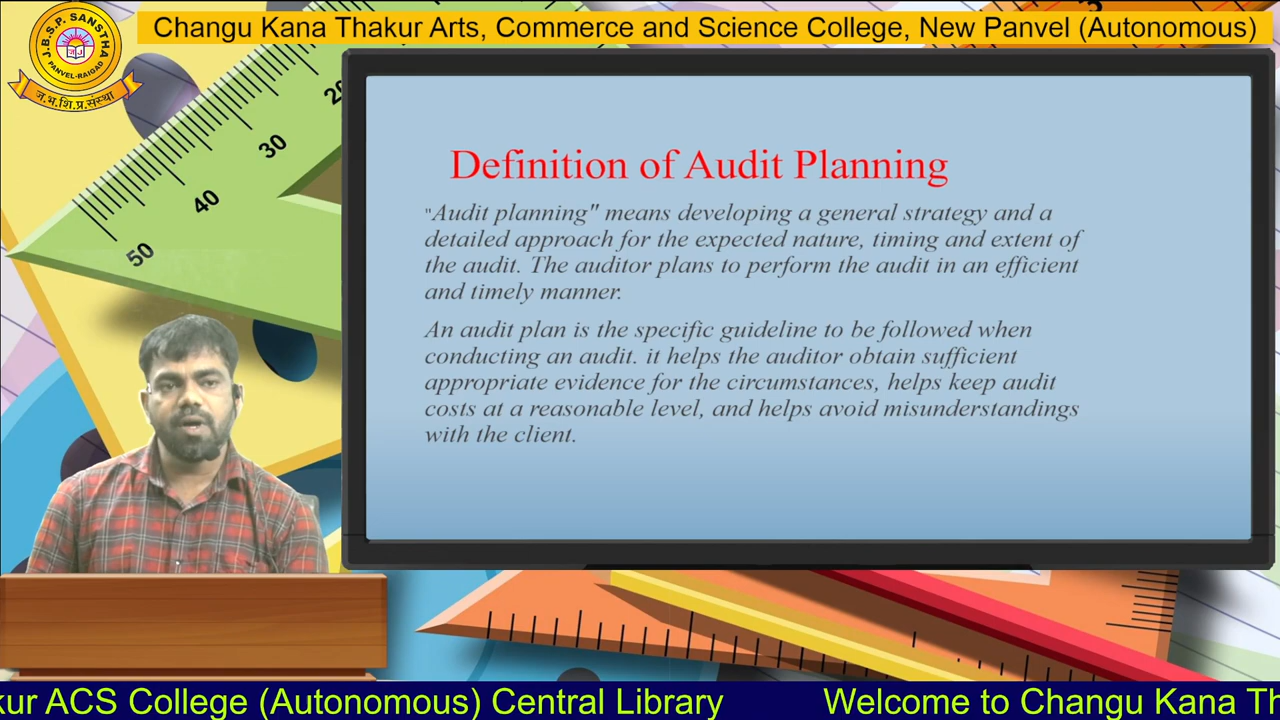 Changu Kana Thakur Arts, Commerce and Science College, New Panvel (Autonomous)
J.B.S.P. SANSTHA
PANVEL-RAIGAD
ज.भ.शि.प्र.संस्था
30
40
50
Definition of Audit Planning
"Audit planning" means developing a general strategy and a
detailed approach for the expected nature, timing and extent of
the audit. The auditor plans to perform the audit in an efficient
and timely manner.
An audit plan is the specific guideline to be followed when
conducting an audit. it helps the auditor obtain sufficient
appropriate evidence for the circumstances, helps keep audit
costs at a reasonable level, and helps avoid misunderstandings
with the client.
kur ACS College (Autonomous) Central Library Welcome to Changu Kana Th